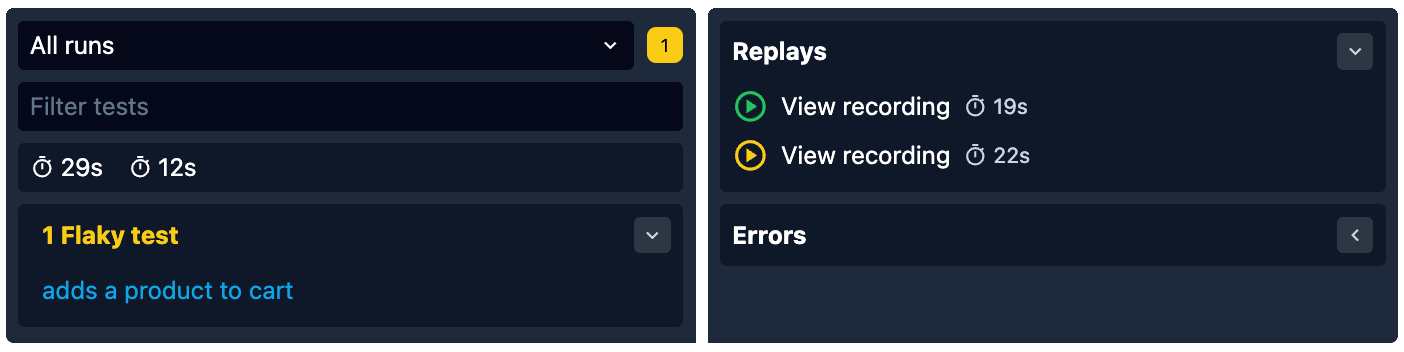 All runs
1
Filter tests
29s 12s
1 Flaky test
adds a product to cart
Replays
View recording 19s
View recording 22s
Errors